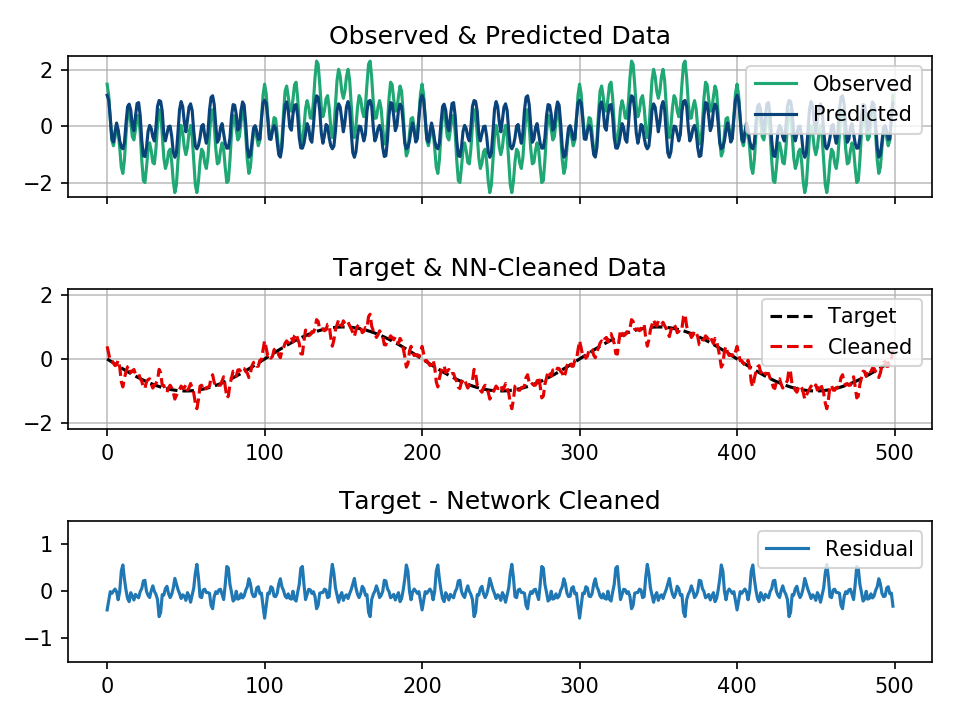 Observed & Predicted Data
2
0
−2
Observed
Predicted
Target & NN-Cleaned Data
2
0
−2
Target
Cleaned
0 100 200 300 400 500
Target - Network Cleaned
1
0
−1
Residual
0 100 200 300 400 500